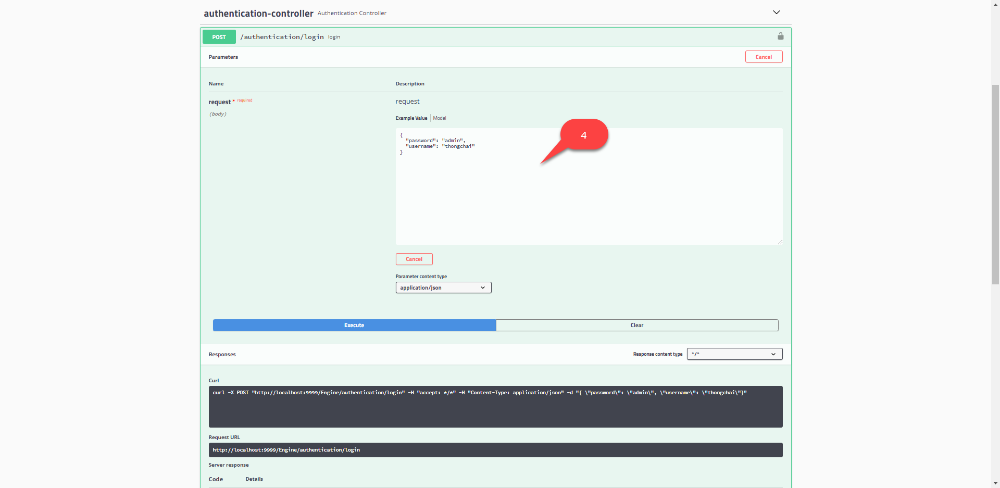 authentication-controller Authentication Controller
POST /authentication/login login
Parameters Cancel
Name Description
request * required request
(body)
Example Value Model
{
"password": "admin",
"username": "thongchai"
}
4
Cancel
Parameter content type
application/json
Execute Clear
Responses Response content type */*
Curl
curl -X POST "http://localhost:9999/Engine/authentication/login" -H "accept: */*" -H "Content-Type: application/json" -d "{ \"password\": \"admin\", \"username\": \"thongchai\"}"
Request URL
http://localhost:9999/Engine/authentication/login
Server response
Code Details